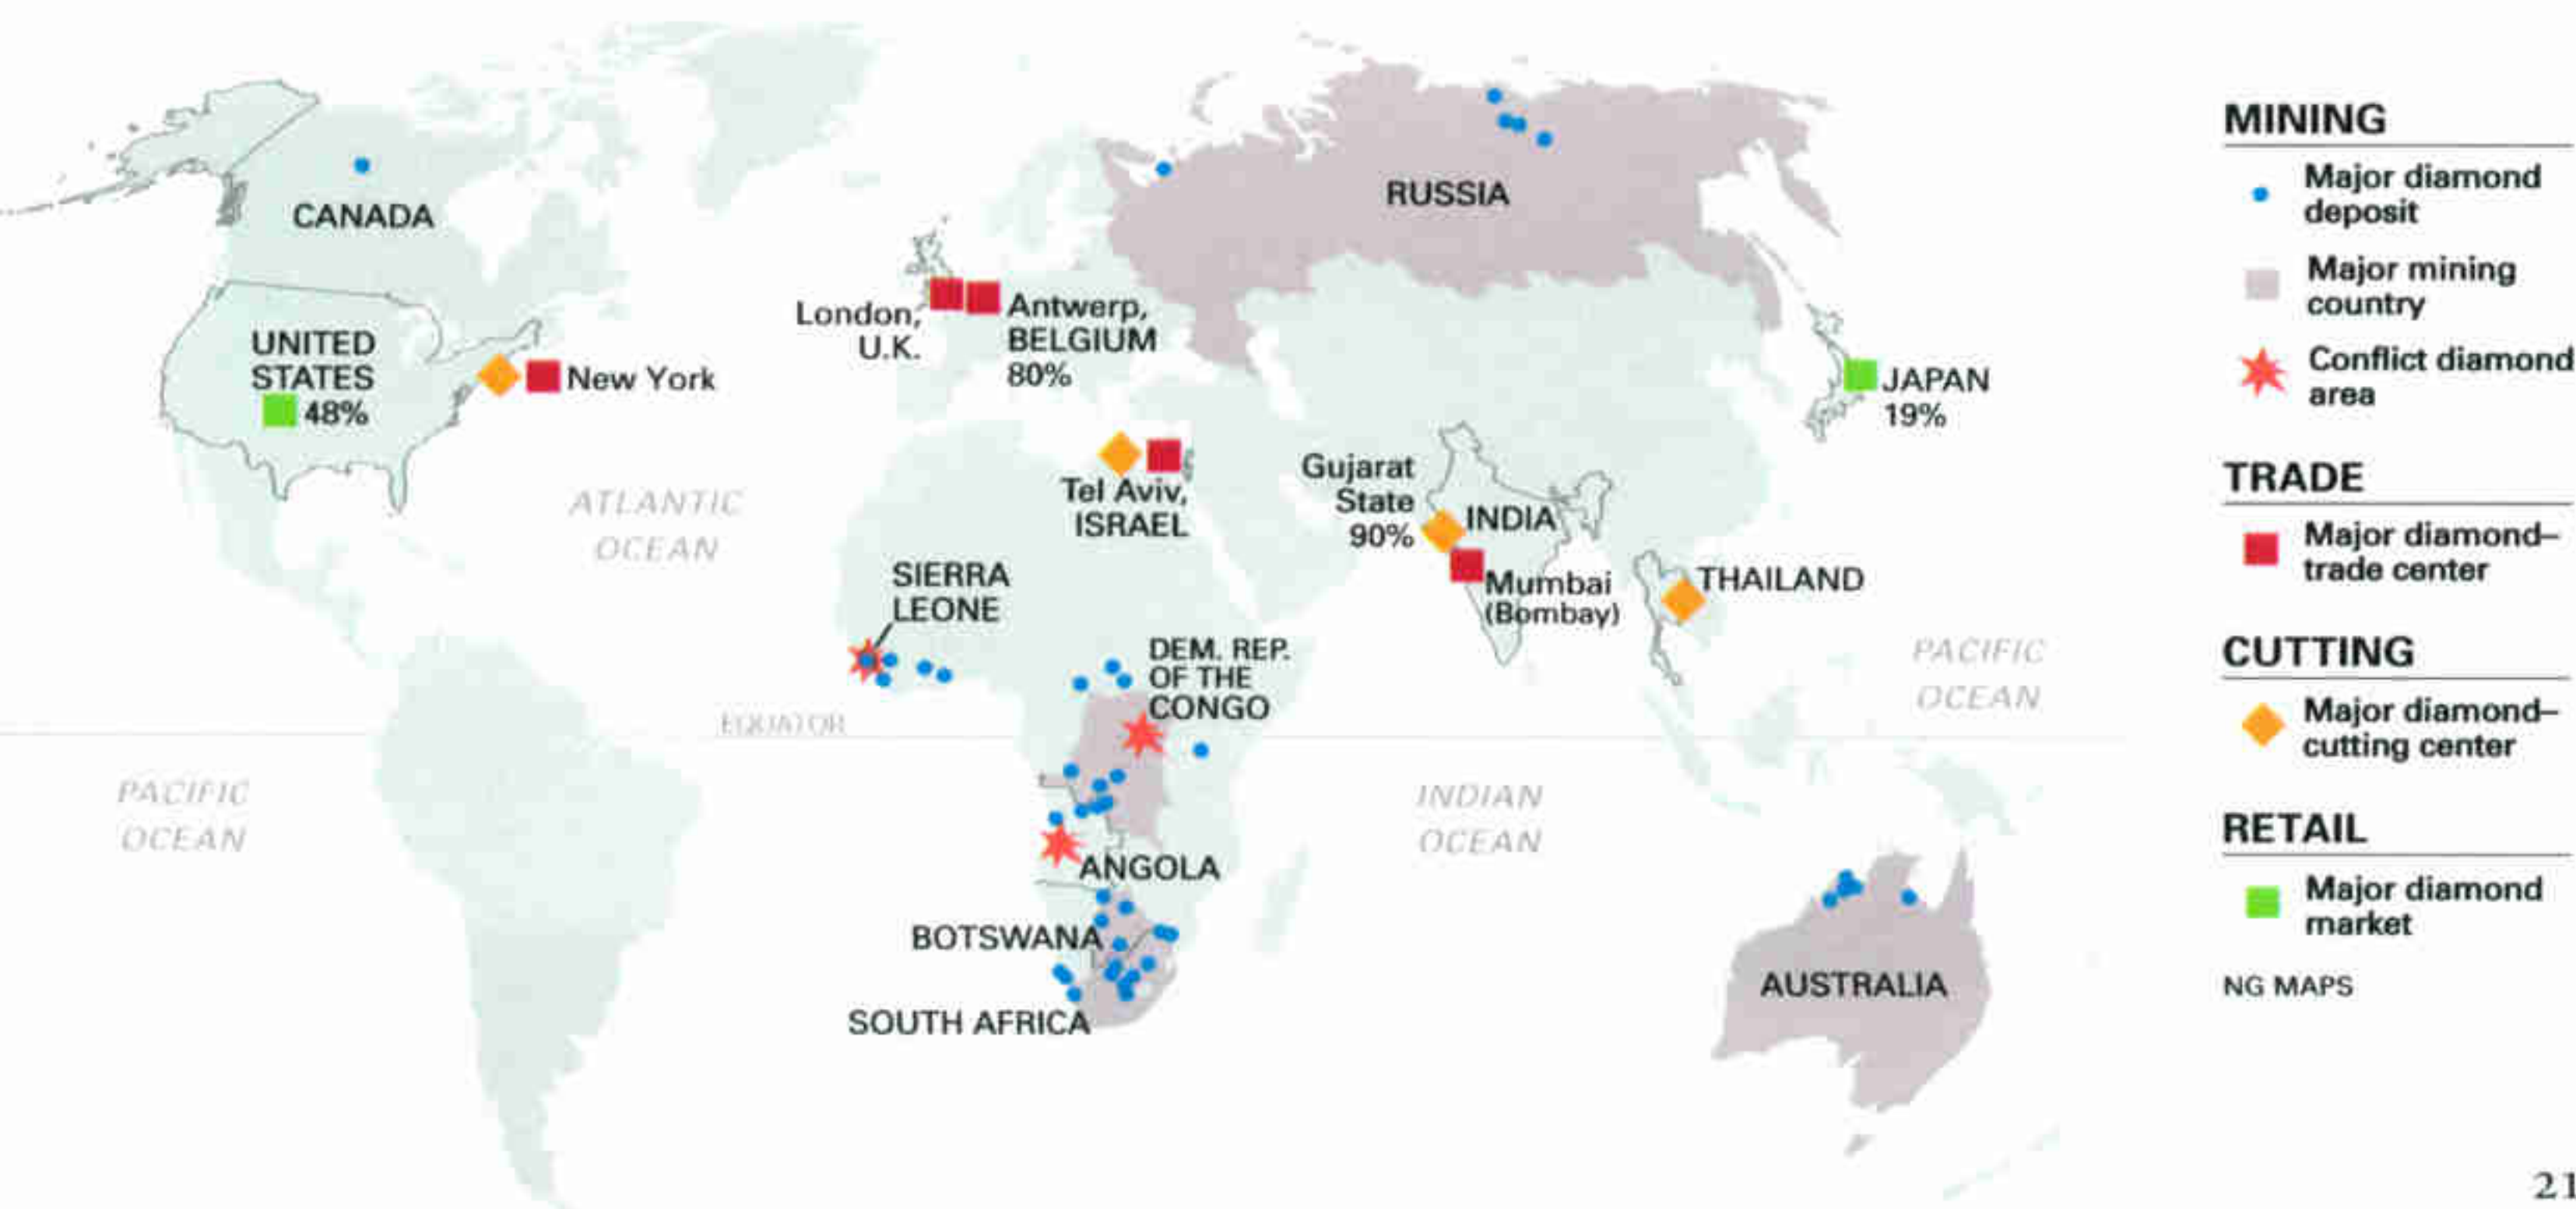 CANADA
UNITED
STATES
48%
New York
London,
U.K.
Antwerp,
BELGIUM
80%
RUSSIA
JAPAN
19%
Tel Aviv,
ISRAEL
Gujarat
State
90%
INDIA
Mumbai
(Bombay)
THAILAND
ATLANTIC
OCEAN
SIERRA
LEONE
DEM. REP.
OF THE
CONGO
EQUATOR
PACIFIC
OCEAN
PACIFIC
OCEAN
INDIAN
OCEAN
ANGOLA
BOTSWANA
SOUTH AFRICA
AUSTRALIA
MINING
Major diamond
deposit
Major mining
country
Conflict diamond
area
TRADE
Major diamond–
trade center
CUTTING
Major diamond–
cutting center
RETAIL
Major diamond
market
NG MAPS
21